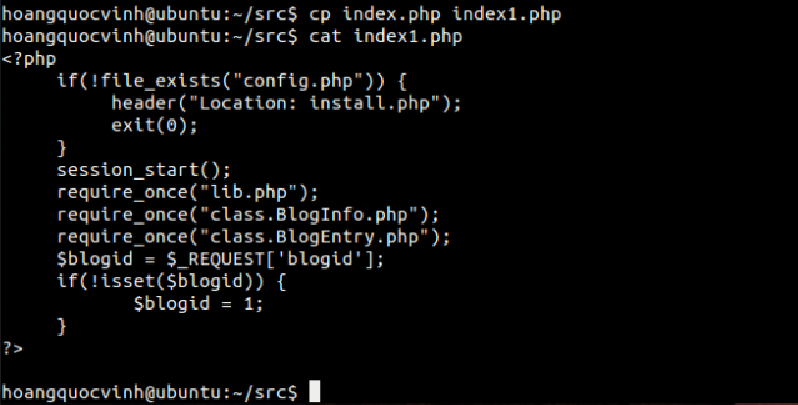 hoangquocvinh@ubuntu:~/src$ cp index.php index1.php
hoangquocvinh@ubuntu:~/src$ cat index1.php
<?php
     if(!file_exists("config.php")) {
          header("Location: install.php");
          exit(0);
     }
     session_start();
     require_once("lib.php");
     require_once("class.BlogInfo.php");
     require_once("class.BlogEntry.php");
     $blogid = $_REQUEST['blogid'];
     if(!isset($blogid)) {
            $blogid = 1;
     }
?>

hoangquocvinh@ubuntu:~/src$